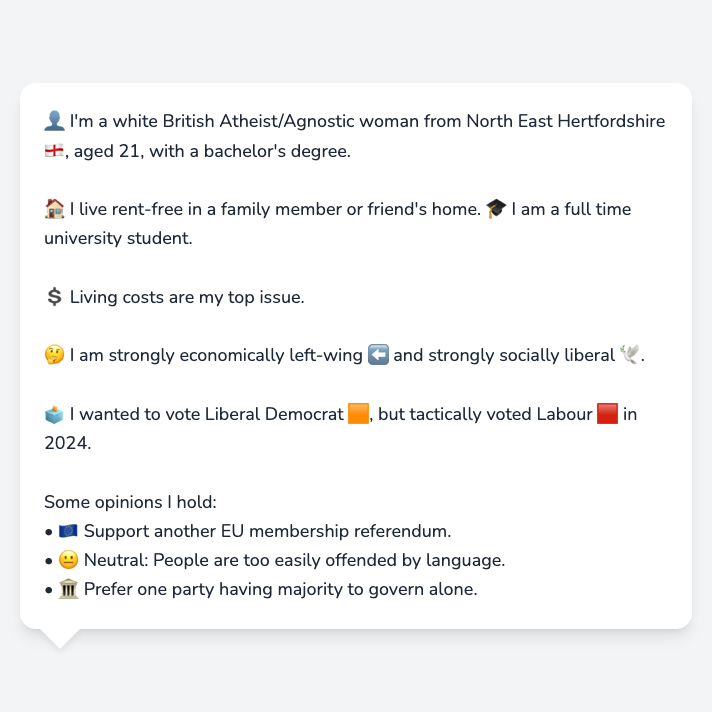 👤 I'm a white British Atheist/Agnostic woman from North East Hertfordshire
🏴󠁧󠁢󠁥󠁮󠁧󠁿, aged 21, with a bachelor's degree.
🏠 I live rent-free in a family member or friend's home. 🎓 I am a full time
university student.
💲 Living costs are my top issue.
🤔 I am strongly economically left-wing ⬅️ and strongly socially liberal 🕊️.
🗳️ I wanted to vote Liberal Democrat 🟧, but tactically voted Labour 🟥 in
2024.
Some opinions I hold:
• 🇪🇺 Support another EU membership referendum.
• 😐 Neutral: People are too easily offended by language.
• 🏛️ Prefer one party having majority to govern alone.